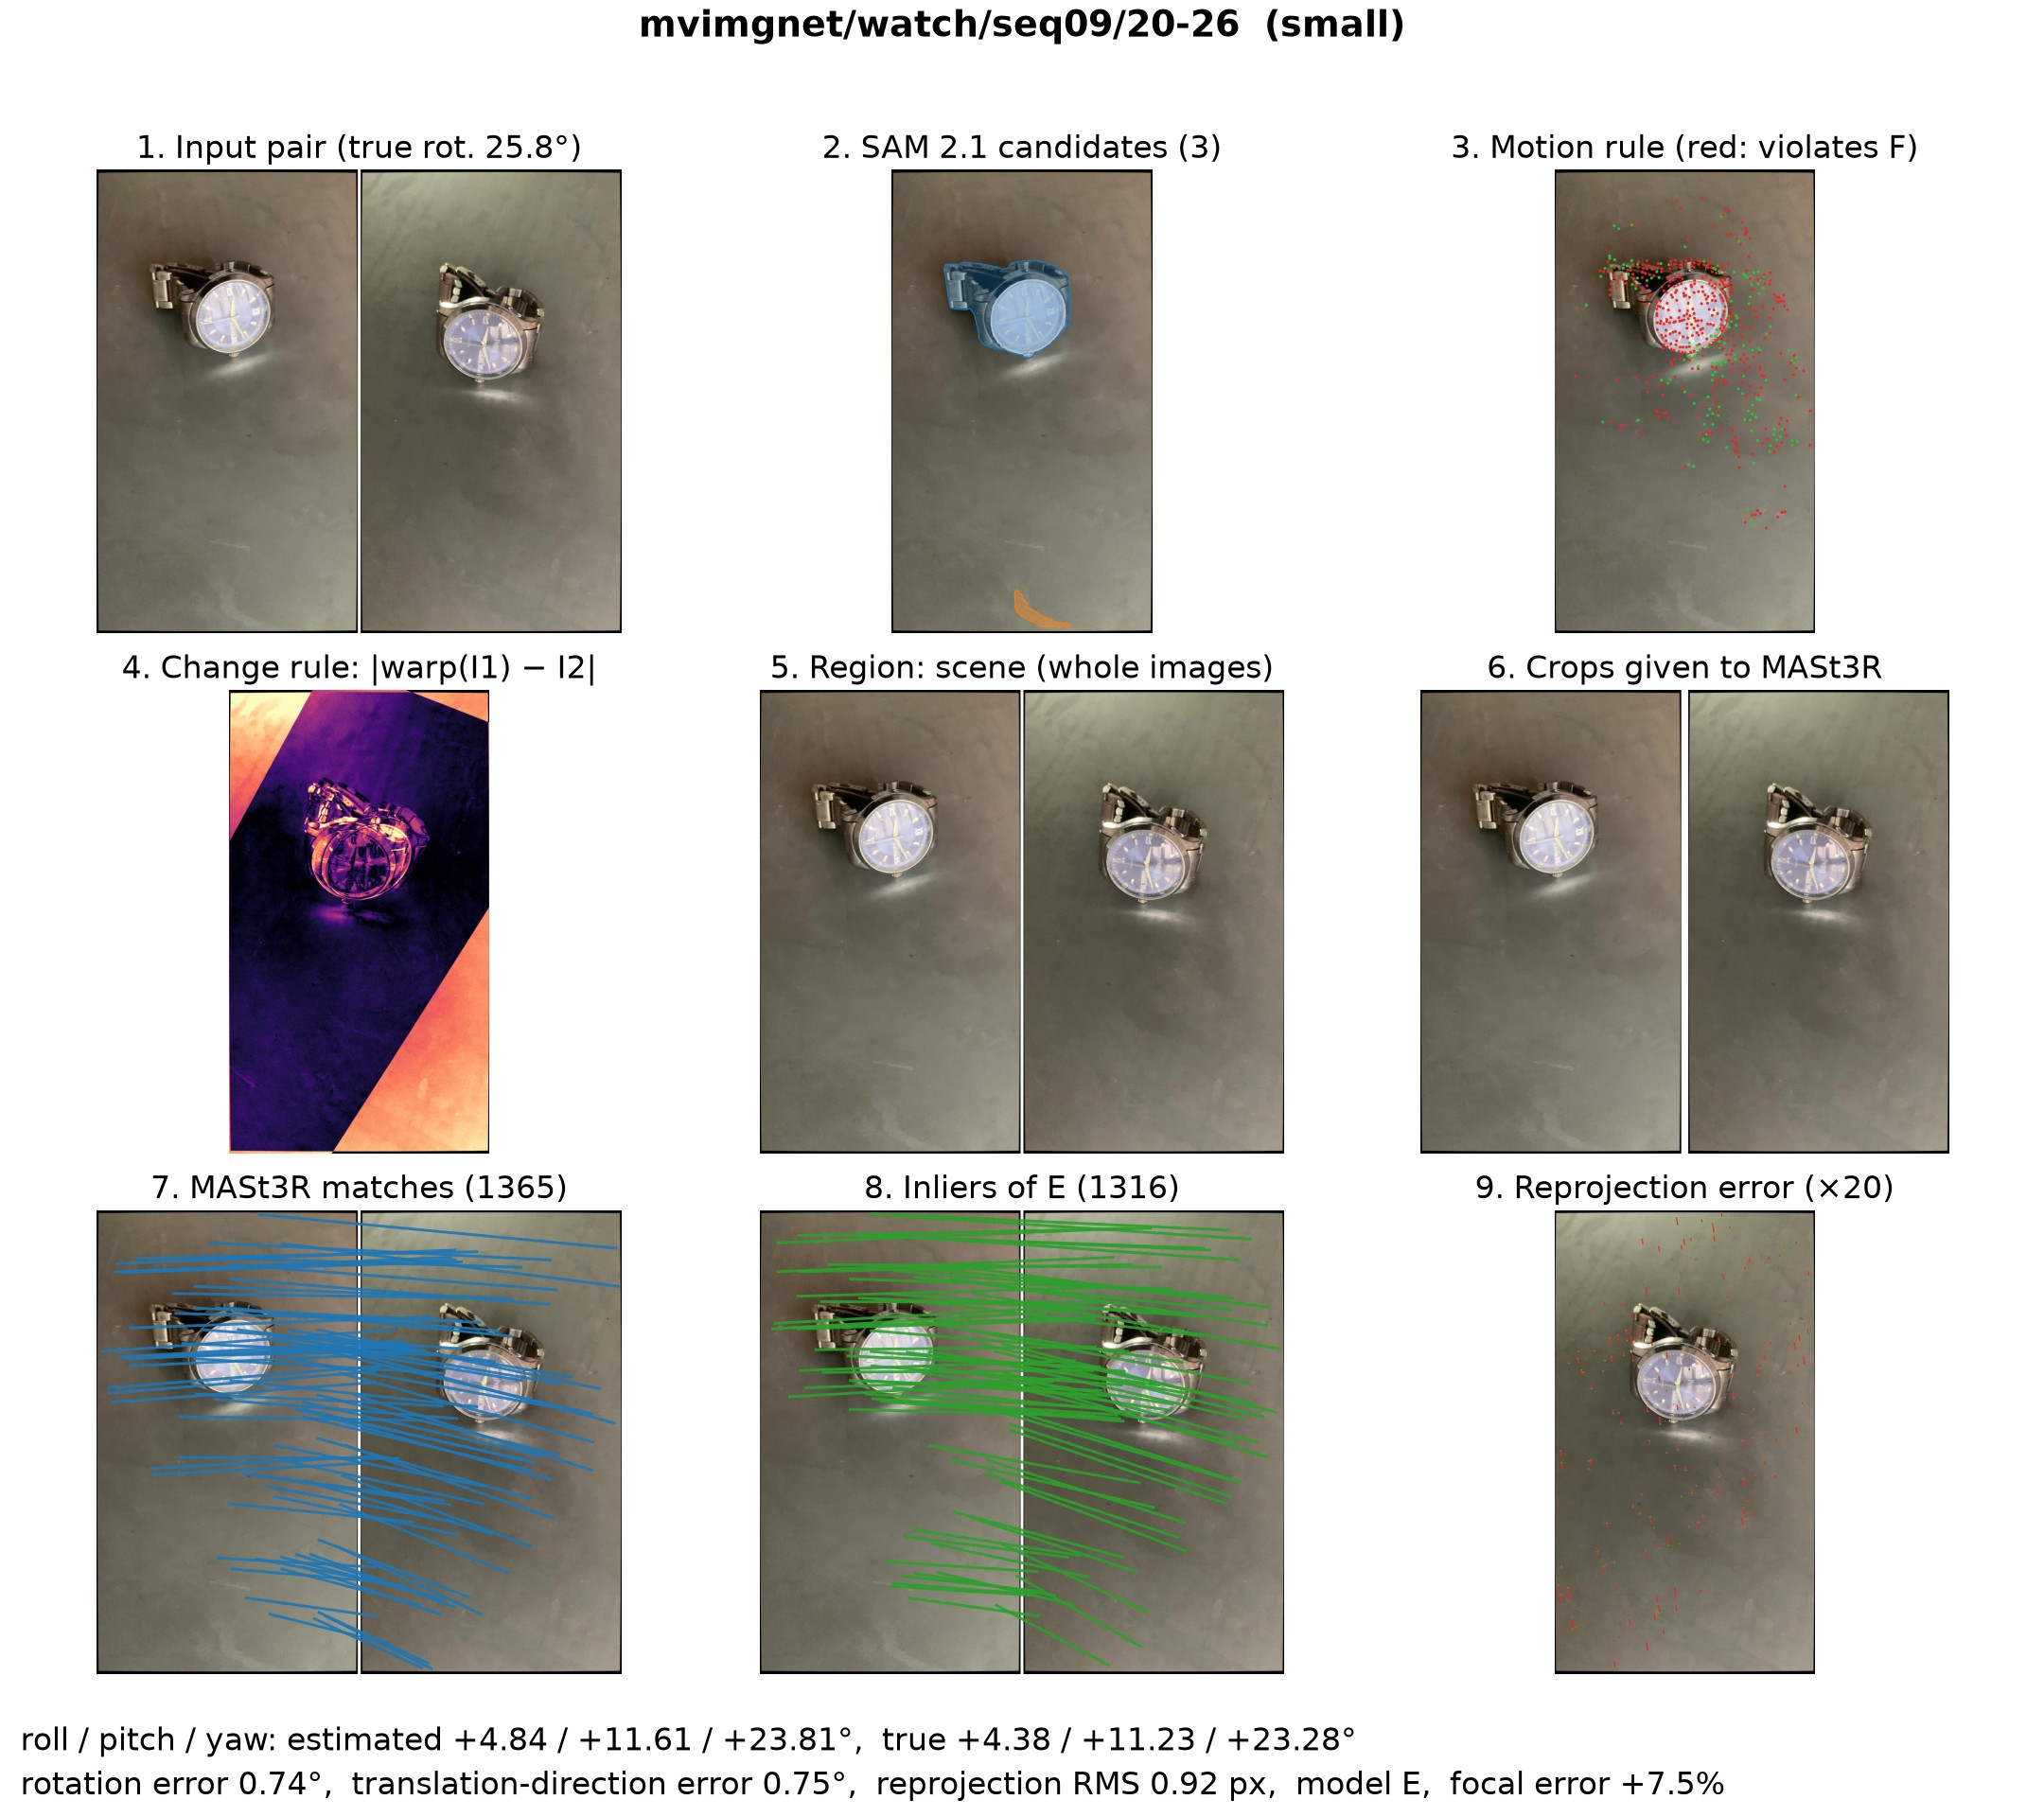 mvimgnet/watch/seq09/20-26 (small)
1. Input pair (true rot. 25.8°)
2. SAM 2.1 candidates (3)
3. Motion rule (red: violates F)
4. Change rule: |warp(I1) − I2|
5. Region: scene (whole images)
6. Crops given to MASt3R
7. MASt3R matches (1365)
8. Inliers of E (1316)
9. Reprojection error (×20)
roll / pitch / yaw: estimated +4.84 / +11.61 / +23.81°, true +4.38 / +11.23 / +23.28°
rotation error 0.74°, translation-direction error 0.75°, reprojection RMS 0.92 px, model E, focal error +7.5%